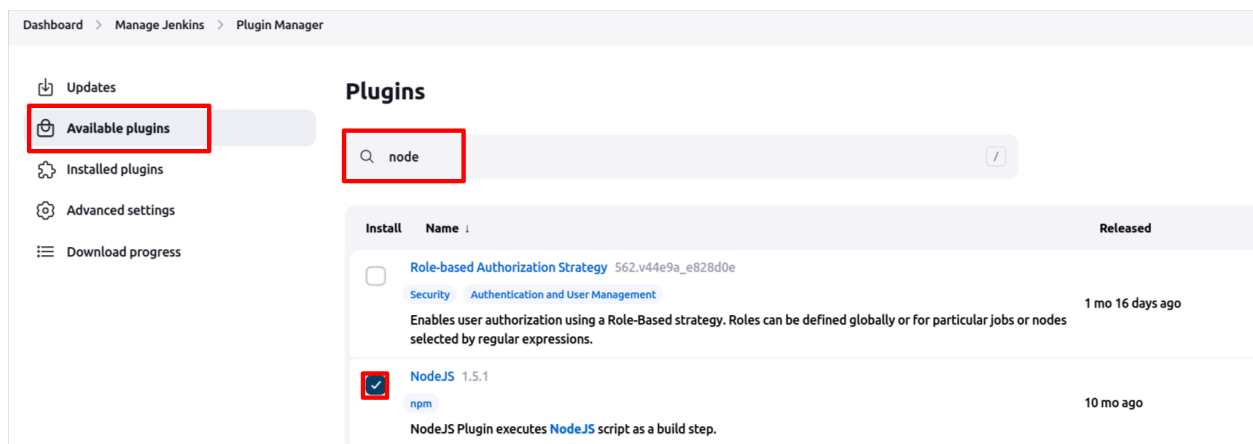 Dashboard > Manage Jenkins > Plugin Manager
Updates
Available plugins
Installed plugins
Advanced settings
Download progress
Plugins
node /
Install Name ↓ Released
Role-based Authorization Strategy 562.v44e9a_e828d0e
Security Authentication and User Management
1 mo 16 days ago
Enables user authorization using a Role-Based strategy. Roles can be defined globally or for particular jobs or nodes
selected by regular expressions.
NodeJS 1.5.1
npm
10 mo ago
NodeJS Plugin executes NodeJS script as a build step.